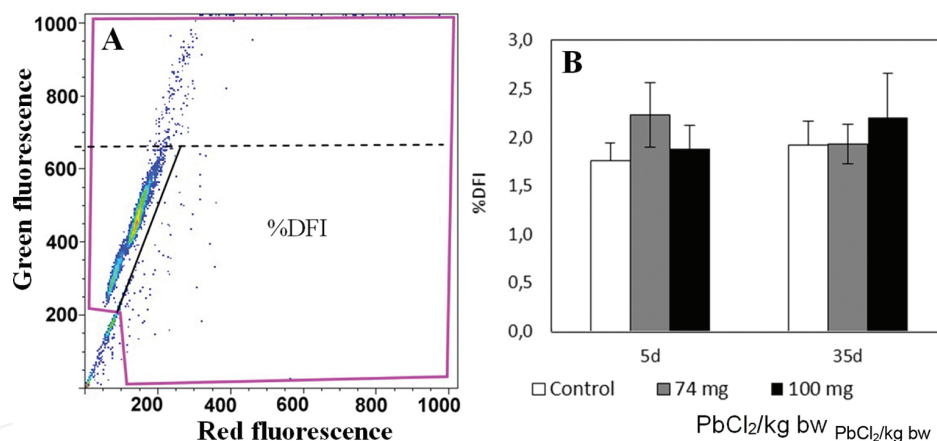 A
Green fluorescence
1000
800
600
400
200
%DFI
200 400 600 800 1000
Red fluorescence
B
%DFI
3,0
2,5
2,0
1,5
1,0
0,5
0,0
5d 35d
Control 74 mg 100 mg
PbCl₂/kg bw PbCl₂/kg bw